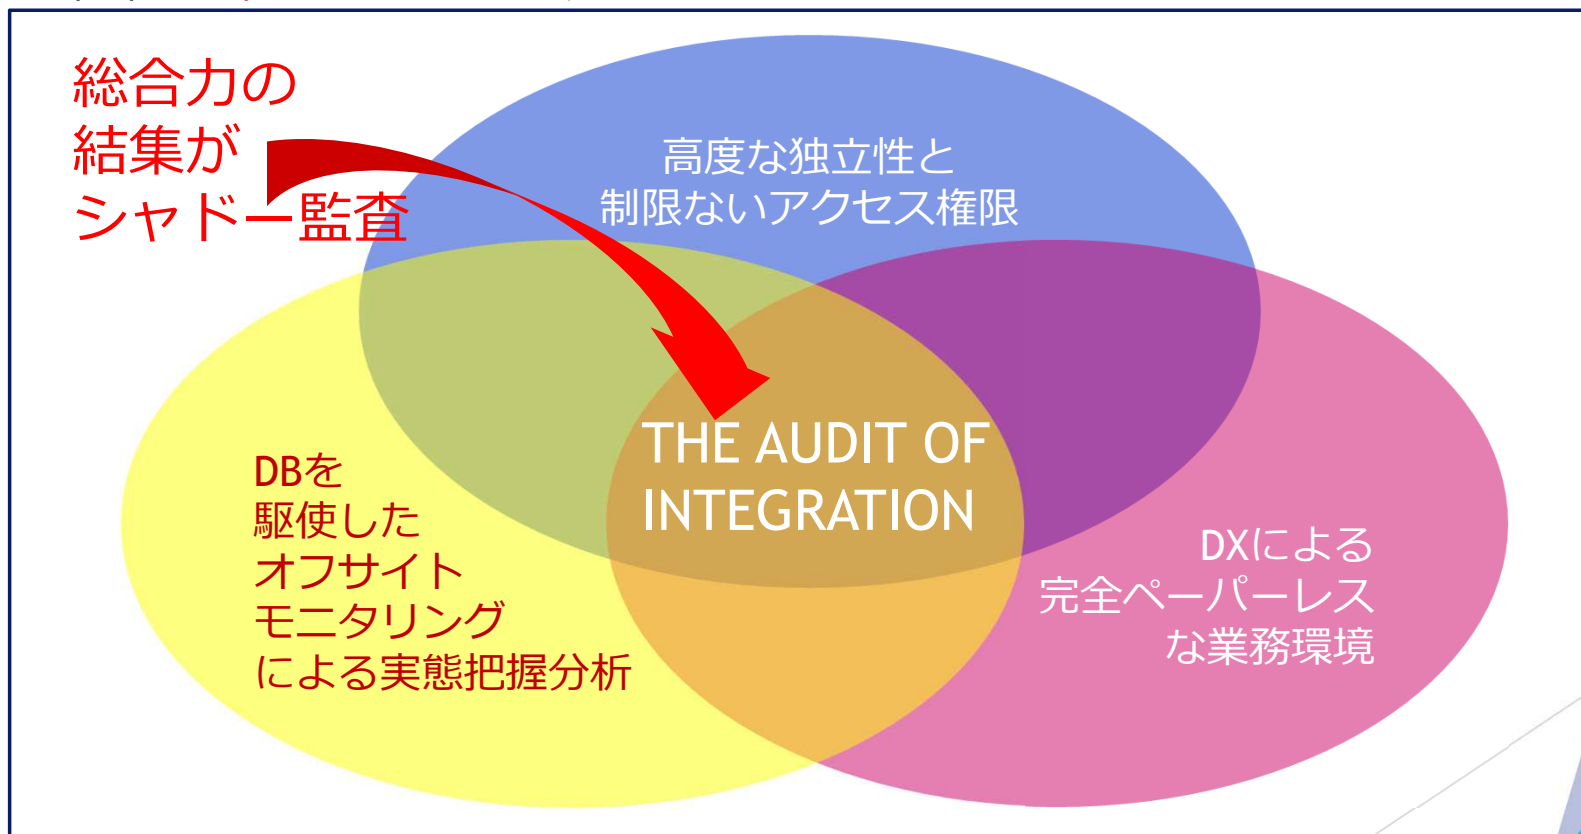 総合力の
結集が
シャドー監査
高度な独立性と
制限ないアクセス権限
THE AUDIT OF
INTEGRATION
DBを
駆使した
オフサイト
モニタリング
による実態把握分析
DXによる
完全ペーパーレス
な業務環境